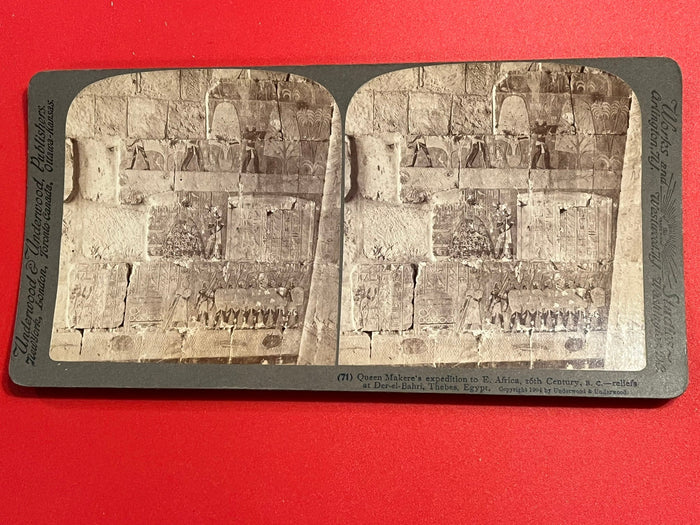 Underwood & Underwood, Publishers.
New York, London, Toronto-Canada, Ottawa-Kansas.
Works and Studios
Arlington, N.J. Westwood, N.J.
(71) Queen Makere's expedition to E. Africa, 16th Century, B. C.—reliefs
at Der-el-Bahri, Thebes, Egypt. Copyright 1904 by Underwood & Underwood.